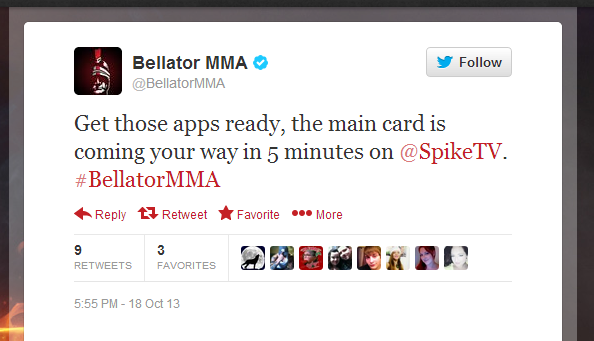 Bellator MMA
@BellatorMMA
Follow
Get those apps ready, the main card is
coming your way in 5 minutes on @SpikeTV.
#BellatorMMA
Reply Retweet Favorite More
9 3
RETWEETS FAVORITES
5:55 PM - 18 Oct 13